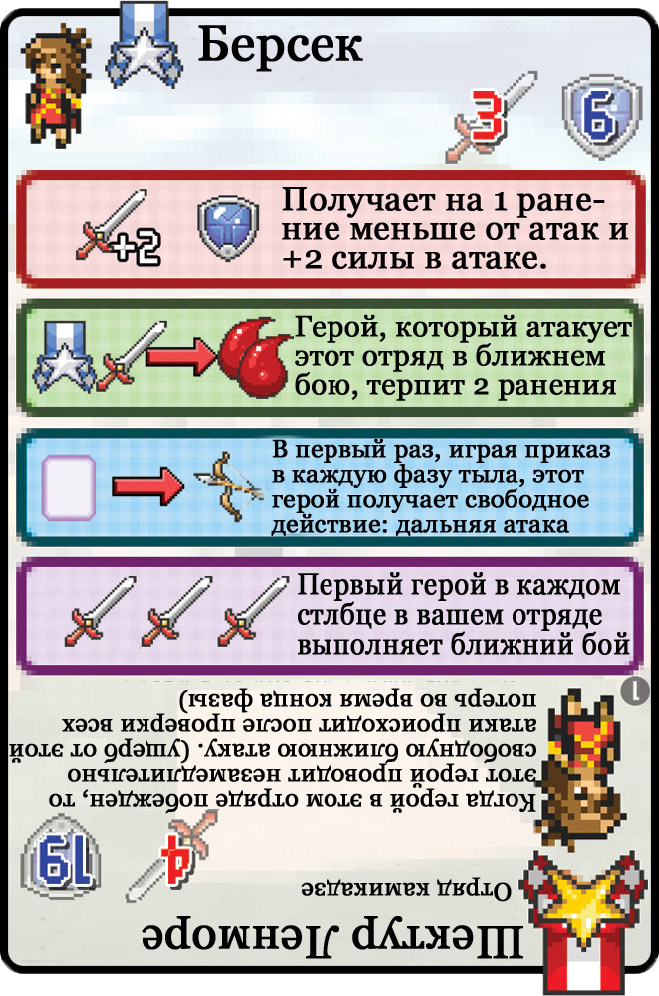 Берсек
3 6
+2
Получает на 1 ране-
ние меньше от атак и
+2 силы в атаке.
Герой, который атакует
этот отряд в ближнем
бою, терпит 2 ранения
В первый раз, играя приказ
в каждую фазу тыла, этот
герой получает свободное
действие: дальняя атака
Первый герой в каждом
стлбце в вашем отряде
выполняет ближний бой
1
Шектур Ленморе
Отряд камикадзе
4 19
Когда герой в этом отряде побежден, то
этот герой проводит незамедлительно
свободную ближнюю атаку. (ущерб от этой
атаки происходит после проверки всех
потерь во время конца фазы)